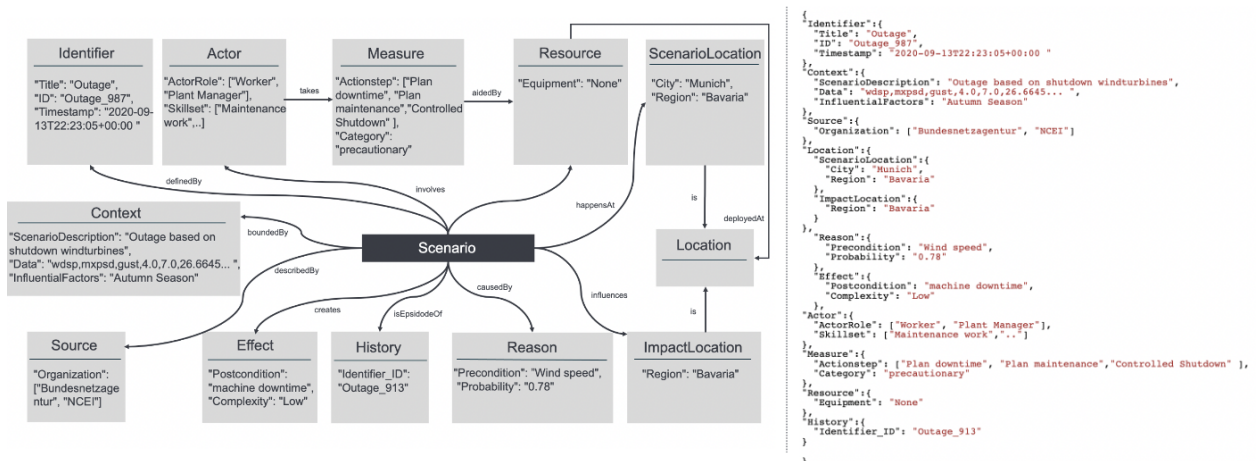 Identifier
"Title": "Outage",
"ID": "Outage_987",
"Timestamp": "2020-09-
13T22:23:05+00:00 "
Actor
"ActorRole": ["Worker",
"Plant Manager"],
"Skillset": ["Maintenance
work",..]
takes
Measure
"Actionstep": ["Plan
downtime", "Plan
maintenance","Controlled
Shutdown" ],
"Category":
"precautionary"
aidedBy
Resource
"Equipment": "None"
ScenarioLocation
"City": "Munich",
"Region": "Bavaria"
definedBy
involves
happensAt
is
deployedAt
Context
"ScenarioDescription": "Outage based on
shutdown windturbines",
"Data": "wdsp,mxpsd,gust,4.0,7.0,26.6645... ",
"InfluentialFactors": "Autumn Season"
boundedBy
describedBy
Scenario
Location
creates
isEpsidodeOf
causedBy
influences
is
Source
"Organization":
["Bundesnetzage
ntur", "NCEI"]
Effect
"Postcondition":
"machine downtime",
"Complexity": "Low"
History
"Identifier_ID":
"Outage_913"
Reason
"Precondition": "Wind speed",
"Probability": "0.78"
ImpactLocation
"Region": "Bavaria"
{
"Identifier":{
"Title": "Outage",
"ID": "Outage_987",
"Timestamp": "2020-09-13T22:23:05+00:00 "
},
"Context":{
"ScenarioDescription": "Outage based on shutdown windturbines",
"Data": "wdsp,mxpsd,gust,4.0,7.0,26.6645... ",
"InfluentialFactors": "Autumn Season"
},
"Source":{
"Organization": ["Bundesnetzagentur", "NCEI"]
},
"Location":{
"ScenarioLocation":{
"City": "Munich",
"Region": "Bavaria"
},
"ImpactLocation":{
"Region": "Bavaria"
}
},
"Reason":{
"Precondition": "Wind speed",
"Probability": "0.78"
},
"Effect":{
"Postcondition": "machine downtime",
"Complexity": "Low"
},
"Actor":{
"ActorRole": ["Worker", "Plant Manager"],
"Skillset": ["Maintenance work",".."]
},
"Measure":{
"Actionstep": ["Plan downtime", "Plan maintenance","Controlled Shutdown" ],
"Category": "precautionary"
},
"Resource":{
"Equipment": "None"
},
"History":{
"Identifier_ID": "Outage_913"
}
}